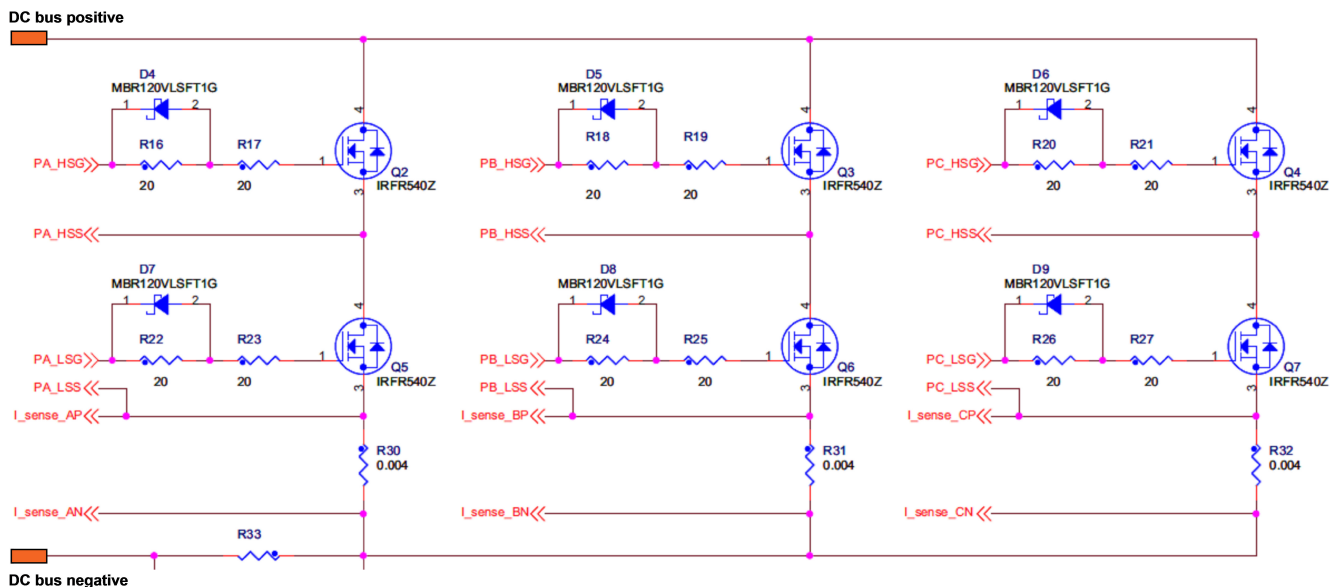 DC bus positive
D4
MBR120VLSFT1G
1 2
R16 R17
PA_HSG
20 20
1
4
3
Q2
IRFR540Z
PA_HSS
D7
MBR120VLSFT1G
1 2
R22 R23
PA_LSG
20 20
1
4
3
Q5
IRFR540Z
PA_LSS
I_sense_AP
R30
0.004
I_sense_AN
R33
D5
MBR120VLSFT1G
1 2
R18 R19
PB_HSG
20 20
1
4
3
Q3
IRFR540Z
PB_HSS
D8
MBR120VLSFT1G
1 2
R24 R25
PB_LSG
20 20
1
4
3
Q6
IRFR540Z
PB_LSS
I_sense_BP
R31
0.004
I_sense_BN
D6
MBR120VLSFT1G
1 2
R20 R21
PC_HSG
20 20
1
4
3
Q4
IRFR540Z
PC_HSS
D9
MBR120VLSFT1G
1 2
R26 R27
PC_LSG
20 20
1
4
3
Q7
IRFR540Z
PC_LSS
I_sense_CP
R32
0.004
I_sense_CN
DC bus negative